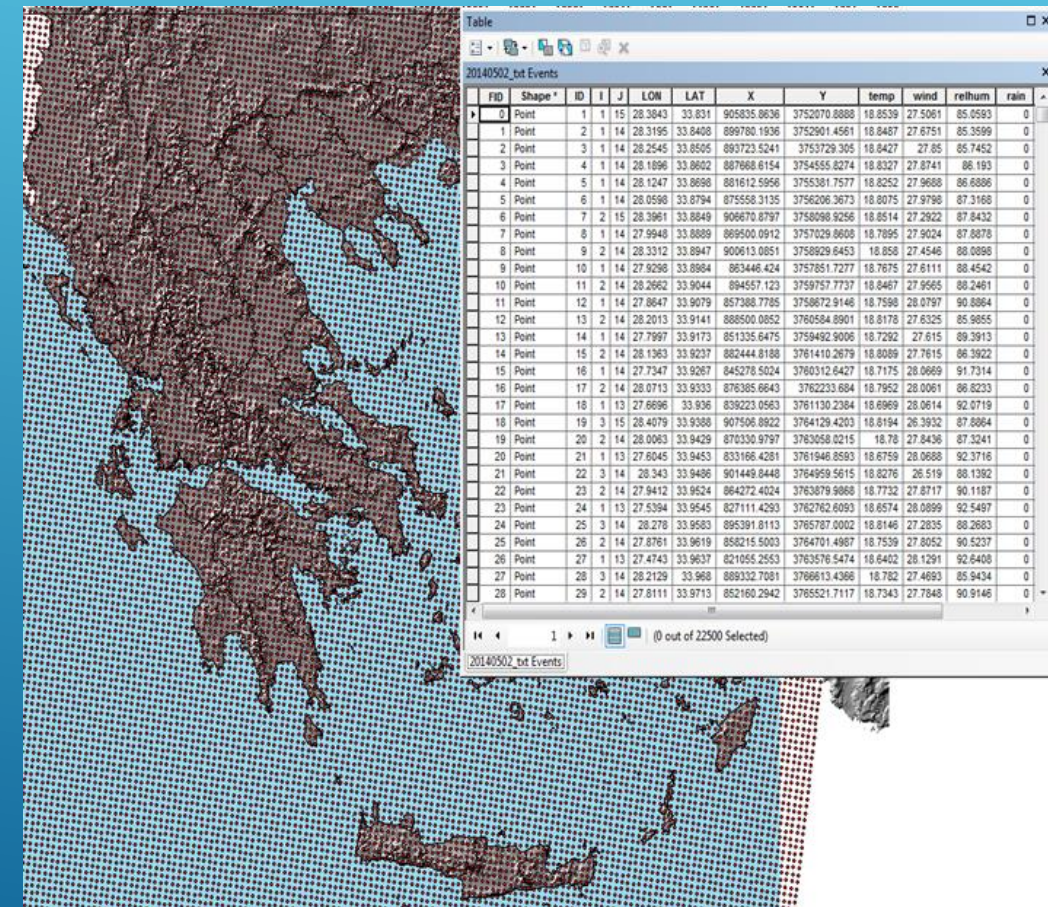 Table
20140502_txt Events
FID Shape * ID I J LON LAT X Y temp wind relhum rain
0 Point 1 1 15 28.3843 33.831 905835.8636 3752070.8888 18.8539 27.5061 85.0593 0
1 Point 2 1 14 28.3195 33.8408 899780.1936 3752901.4561 18.8487 27.6751 85.3599 0
2 Point 3 1 14 28.2545 33.8505 893723.5241 3753729.305 18.8427 27.85 85.7452 0
3 Point 4 1 14 28.1896 33.8602 887668.6154 3754555.8274 18.8327 27.8741 86.193 0
4 Point 5 1 14 28.1247 33.8698 881612.5956 3755381.7577 18.8252 27.9688 86.6886 0
5 Point 6 1 14 28.0598 33.8794 875558.3135 3756206.3673 18.8075 27.9798 87.3168 0
6 Point 7 2 15 28.3961 33.8849 906670.8797 3758098.9256 18.8514 27.2922 87.8432 0
7 Point 8 1 14 27.9948 33.8889 869500.0912 3757029.8608 18.7895 27.9024 87.8878 0
8 Point 9 2 14 28.3312 33.8947 900613.0851 3758929.6453 18.858 27.4546 88.0898 0
9 Point 10 1 14 27.9298 33.8984 863446.424 3757851.7277 18.7675 27.6111 88.4542 0
10 Point 11 2 14 28.2662 33.9044 894557.123 3759757.7737 18.8467 27.9565 88.2461 0
11 Point 12 1 14 27.8647 33.9079 857388.7785 3758672.9146 18.7598 28.0797 90.8864 0
12 Point 13 2 14 28.2013 33.9141 888500.0852 3760584.8901 18.8178 27.6325 85.9855 0
13 Point 14 1 14 27.7997 33.9173 851335.6475 3759492.9006 18.7292 27.615 89.3913 0
14 Point 15 2 14 28.1363 33.9237 882444.8188 3761410.2679 18.8089 27.7615 86.3922 0
15 Point 16 1 14 27.7347 33.9267 845278.5024 3760312.6427 18.7175 28.0669 91.7314 0
16 Point 17 2 14 28.0713 33.9333 876385.6643 3762233.684 18.7952 28.0061 86.8233 0
17 Point 18 1 13 27.6696 33.936 839223.0563 3761130.2384 18.6969 28.0614 92.0719 0
18 Point 19 3 15 28.4079 33.9388 907506.8922 3764129.4203 18.8194 26.3932 87.8864 0
19 Point 20 2 14 28.0063 33.9429 870330.9797 3763058.0215 18.78 27.8436 87.3241 0
20 Point 21 1 13 27.6045 33.9453 833166.4281 3761946.8593 18.6759 28.0688 92.3716 0
21 Point 22 3 14 28.343 33.9486 901449.8448 3764959.5615 18.8276 26.519 88.1392 0
22 Point 23 2 14 27.9412 33.9524 864272.4024 3763879.9868 18.7732 27.8717 90.1187 0
23 Point 24 1 13 27.5394 33.9545 827111.4293 3762762.6093 18.6574 28.0899 92.5497 0
24 Point 25 3 14 28.278 33.9583 895391.8113 3765787.0002 18.8146 27.2835 88.2683 0
25 Point 26 2 14 27.8761 33.9619 858215.5003 3764701.4987 18.7539 27.8052 90.5237 0
26 Point 27 1 13 27.4743 33.9637 821055.2553 3763576.5474 18.6402 28.1291 92.6408 0
27 Point 28 3 14 28.2129 33.968 889332.7081 3766613.4366 18.782 27.4693 85.9434 0
28 Point 29 2 14 27.8111 33.9713 852160.2942 3765521.7117 18.7343 27.7848 90.9146 0
1 (0 out of 22500 Selected)
20140502_txt Events